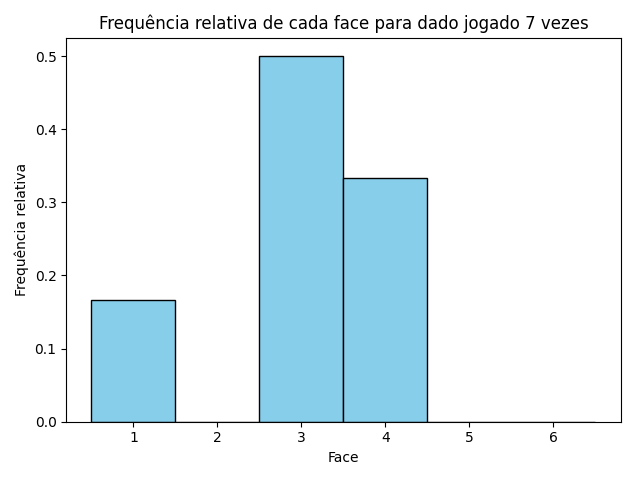 Frequência relativa de cada face para dado jogado 7 vezes
0.5
0.4
0.3
0.2
0.1
0.0
Frequência relativa
1 2 3 4 5 6
Face